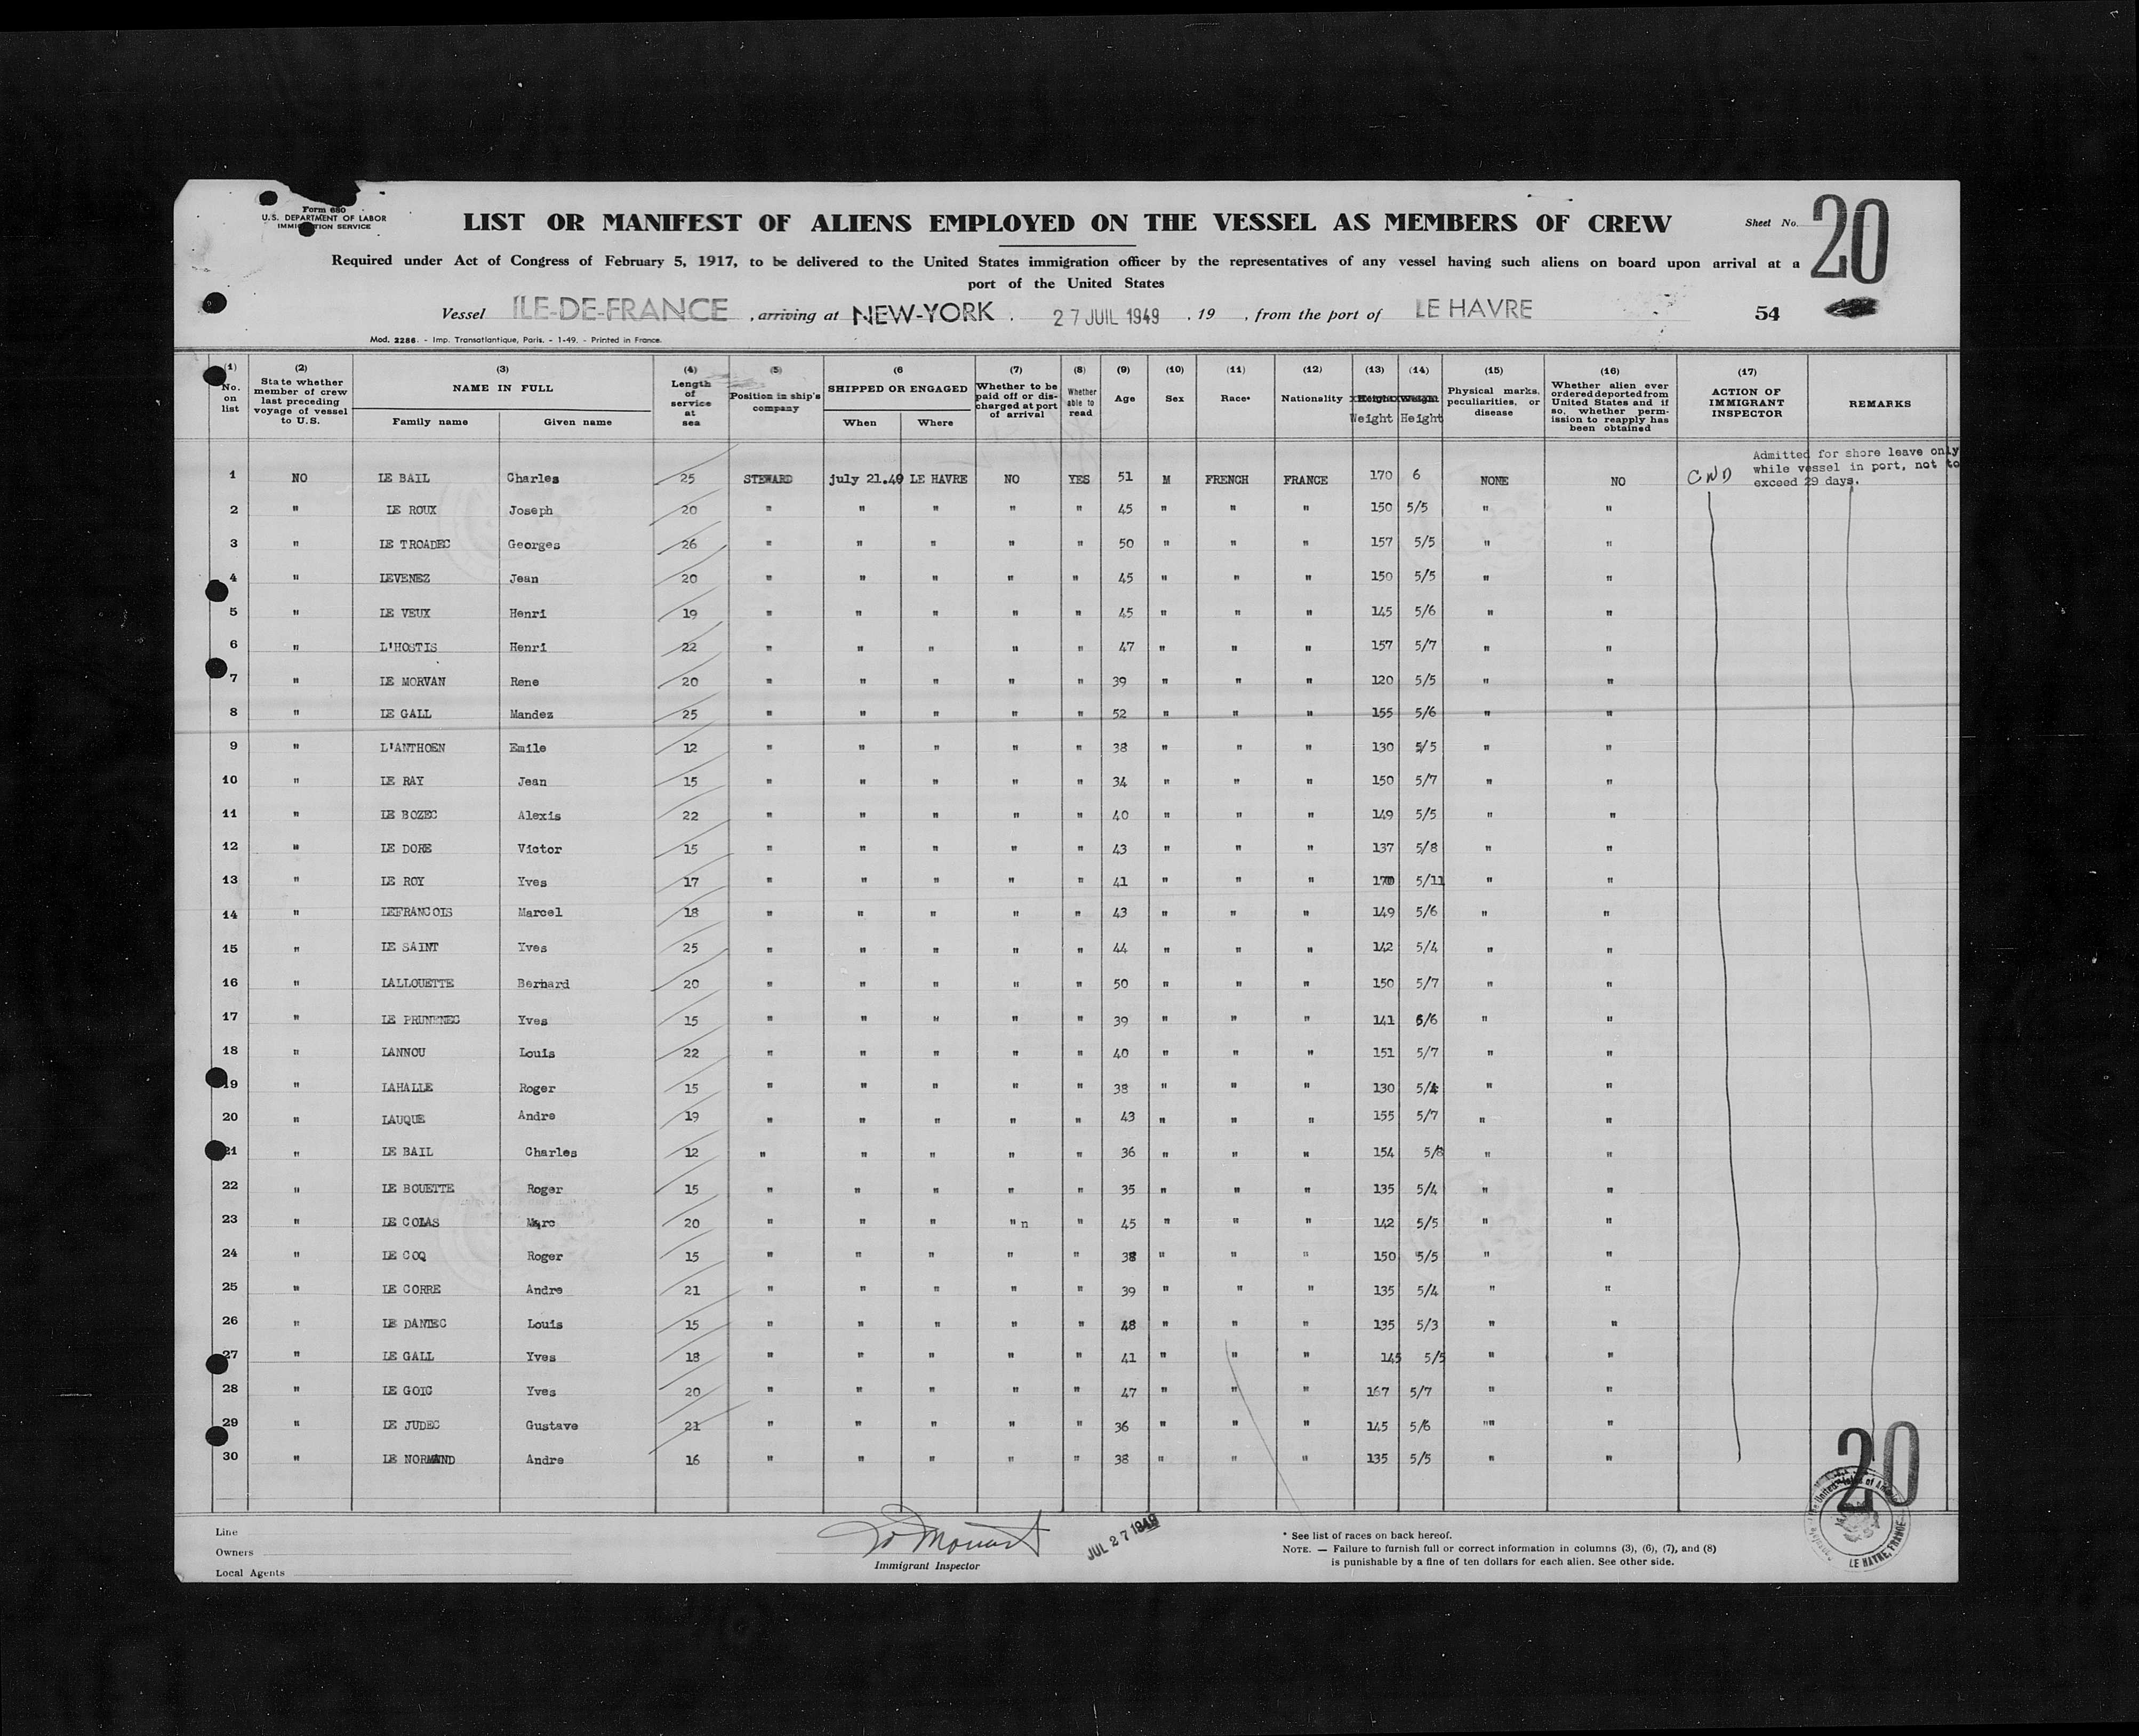 Form 680
U.S. DEPARTMENT OF LABOR
IMMIGRATION SERVICE
LIST OR MANIFEST OF ALIENS EMPLOYED ON THE VESSEL AS MEMBERS OF CREW
Sheet No. 20
Required under Act of Congress of February 5, 1917, to be delivered to the United States immigration officer by the representatives of any vessel having such aliens on board upon arrival at a
port of the United States
Vessel ILE-DE-FRANCE , arriving at NEW-YORK . 27 JUIL 1949 , 19 , from the port of LE HAVRE 54
Mod. 2286. - Imp. Transatlantique, Paris. - 1-49. - Printed in France.
(1) No. on list
(2) State whether member of crew last preceding voyage of vessel to U.S.
(3) NAME IN FULL Family name Given name
(4) Length of service at sea
(5) Position in ship's company
(6 SHIPPED OR ENGAGED When Where
(7) Whether to be paid off or discharged at port of arrival
(8) Whether able to read
(9) Age
(10) Sex
(11) Race*
(12) Nationality
(13) Height Weight
(14) Weight Height
(15) Physical marks, peculiarities, or disease
(16) Whether alien ever ordered deported from United States and if so, whether permission to reapply has been obtained
(17) ACTION OF IMMIGRANT INSPECTOR
REMARKS
Admitted for shore leave only
while vessel in port, not to
exceed 29 days.
1 NO LE BAIL Charles 25 STEWARD july 21.49 LE HAVRE NO YES 51 M FRENCH FRANCE 170 6 NONE NO CWD
2 " LE ROUX Joseph 20 " " " " " 45 " " " 150 5/5 " "
3 " LE TROADEC Georges 26 " " " " " 50 " " " 157 5/5 " "
4 " LEVENEZ Jean 20 " " " " " 45 " " " 150 5/5 " "
5 " LE VEUX Henri 19 " " " " " 45 " " " 145 5/6 " "
6 " L'HOSTIS Henri 22 " " " " " 47 " " " 157 5/7 " "
7 " LE MORVAN Rene 20 " " " " " 39 " " " 120 5/5 " "
8 " LE GALL Mandez 25 " " " " " 52 " " " 155 5/6 " "
9 " L'ANTHOEN Emile 12 " " " " " 38 " " " 130 5/5 " "
10 " LE RAY Jean 15 " " " " " 34 " " " 150 5/7 " "
11 " LE BOZEC Alexis 22 " " " " " 40 " " " 149 5/5 " "
12 " LE DORE Victor 15 " " " " " 43 " " " 137 5/8 " "
13 " LE ROY Yves 17 " " " " " 41 " " " 170 5/11 " "
14 " LEFRANCOIS Marcel 18 " " " " " 43 " " " 149 5/6 " "
15 " LE SAINT Yves 25 " " " " " 44 " " " 142 5/4 " "
16 " LALLOUETTE Bernard 20 " " " " " 50 " " " 150 5/7 " "
17 " LE PRUNENEC Yves 15 " " " " " 39 " " " 141 5/6 " "
18 " LANNOU Louis 22 " " " " " 40 " " " 151 5/7 " "
19 " LAHALLE Roger 15 " " " " " 38 " " " 130 5/4 " "
20 " LAUQUE Andre 19 " " " " " 43 " " " 155 5/7 " "
21 " LE BAIL Charles 12 " " " " " 36 " " " 154 5/8 " "
22 " LE BOUETTE Roger 15 " " " " " 35 " " " 135 5/4 " "
23 " LE COLAS Marc 20 " " " " n " 45 " " " 142 5/5 " "
24 " LE COQ Roger 15 " " " " " 38 " " " 150 5/5 " "
25 " LE CORRE Andre 21 " " " " " 39 " " " 135 5/4 " "
26 " LE DANTEC Louis 15 " " " " " 48 " " " 135 5/3 " "
27 " LE GALL Yves 18 " " " " " 41 " " " 145 5/5 " "
28 " LE GOIC Yves 20 " " " " " 47 " " " 167 5/7 " "
29 " LE JUDEC Gustave 21 " " " " " 36 " " " 145 5/6 "" "
30 " LE NORMAND Andre 16 " " " " " 38 " " " 135 5/5 " "
20
Line
Owners
Local Agents
Immigrant Inspector
JUL 27 1949
* See list of races on back hereof.
NOTE. — Failure to furnish full or correct information in columns (3), (6), (7), and (8)
is punishable by a fine of ten dollars for each alien. See other side.
LE HAVRE, FRANCE